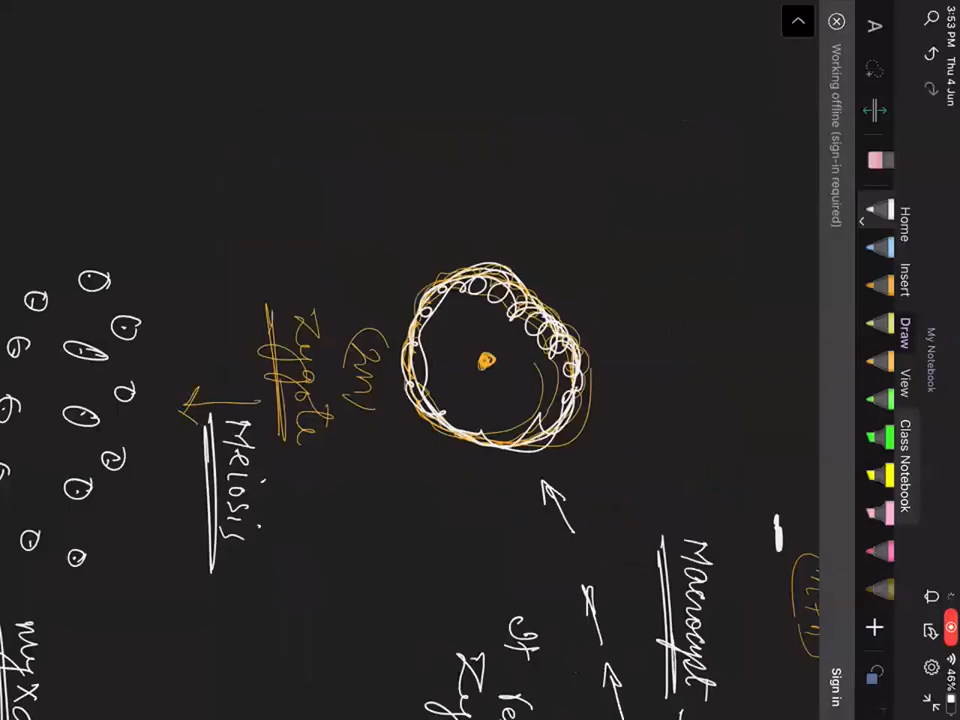 3:53 PM Thu 4 Jun
My Notebook
Home
Insert
Draw
View
Class Notebook
Working offline (sign-in required)
Sign in
Macrocyst
It
(2n)
Zygote
Meiosis